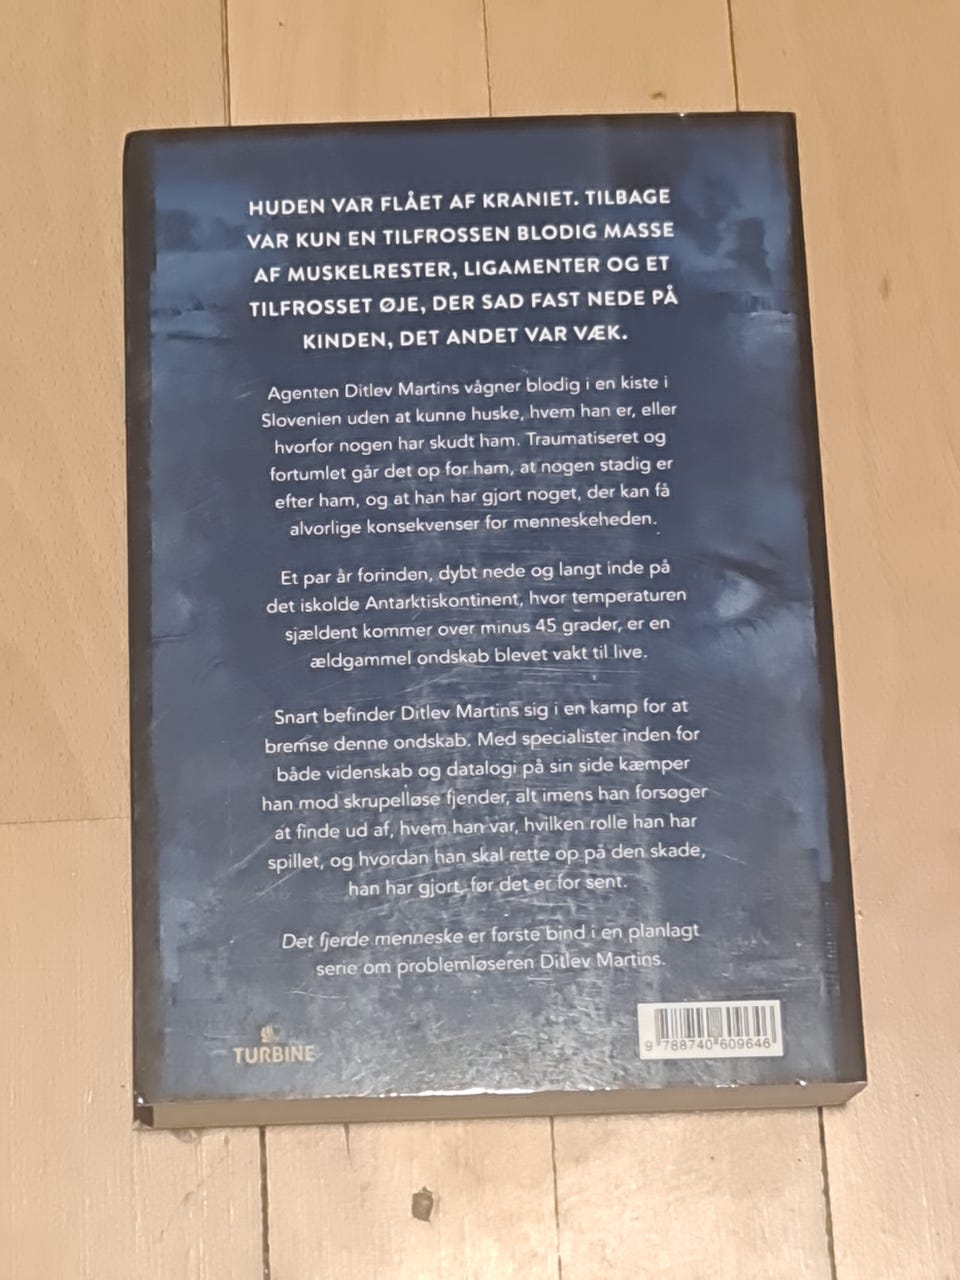 HUDEN VAR FLÅET AF KRANIET. TILBAGE
VAR KUN EN TILFROSSEN BLODIG MASSE
AF MUSKELRESTER, LIGAMENTER OG ET
TILFROSSET ØJE, DER SAD FAST NEDE PÅ
KINDEN, DET ANDET VAR VÆK.
Agenten Ditlev Martins vågner blodig i en kiste i
Slovenien uden at kunne huske, hvem han er, eller
hvorfor nogen har skudt ham. Traumatiseret og
fortumlet går det op for ham, at nogen stadig er
efter ham, og at han har gjort noget, der kan få
alvorlige konsekvenser for menneskeheden.
Et par år forinden, dybt nede og langt inde på
det iskolde Antarktiskontinent, hvor temperaturen
sjældent kommer over minus 45 grader, er en
ældgammel ondskab blevet vakt til live.
Snart befinder Ditlev Martins sig i en kamp for at
bremse denne ondskab. Med specialister inden for
både videnskab og datalogi på sin side kæmper
han mod skrupelløse fjender, alt imens han forsøger
at finde ud af, hvem han var, hvilken rolle han har
spillet, og hvordan han skal rette op på den skade,
han har gjort, før det er for sent.
Det fjerde menneske er første bind i en planlagt
serie om problemløseren Ditlev Martins.
TURBINE
9 788740 609646